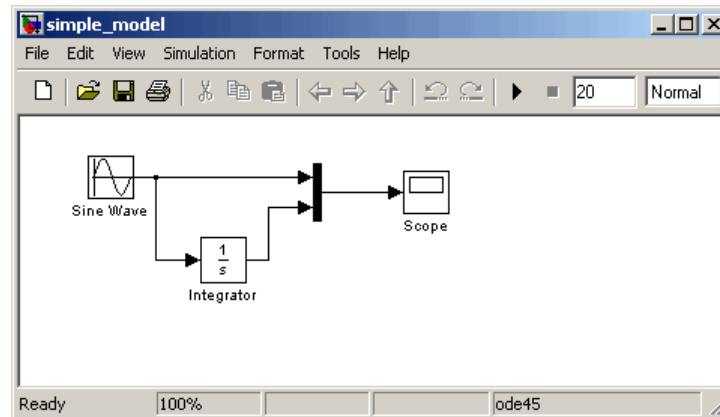 simple_model
File Edit View Simulation Format Tools Help
20 Normal
Sine Wave
Scope
1
s
Integrator
Ready 100% ode45